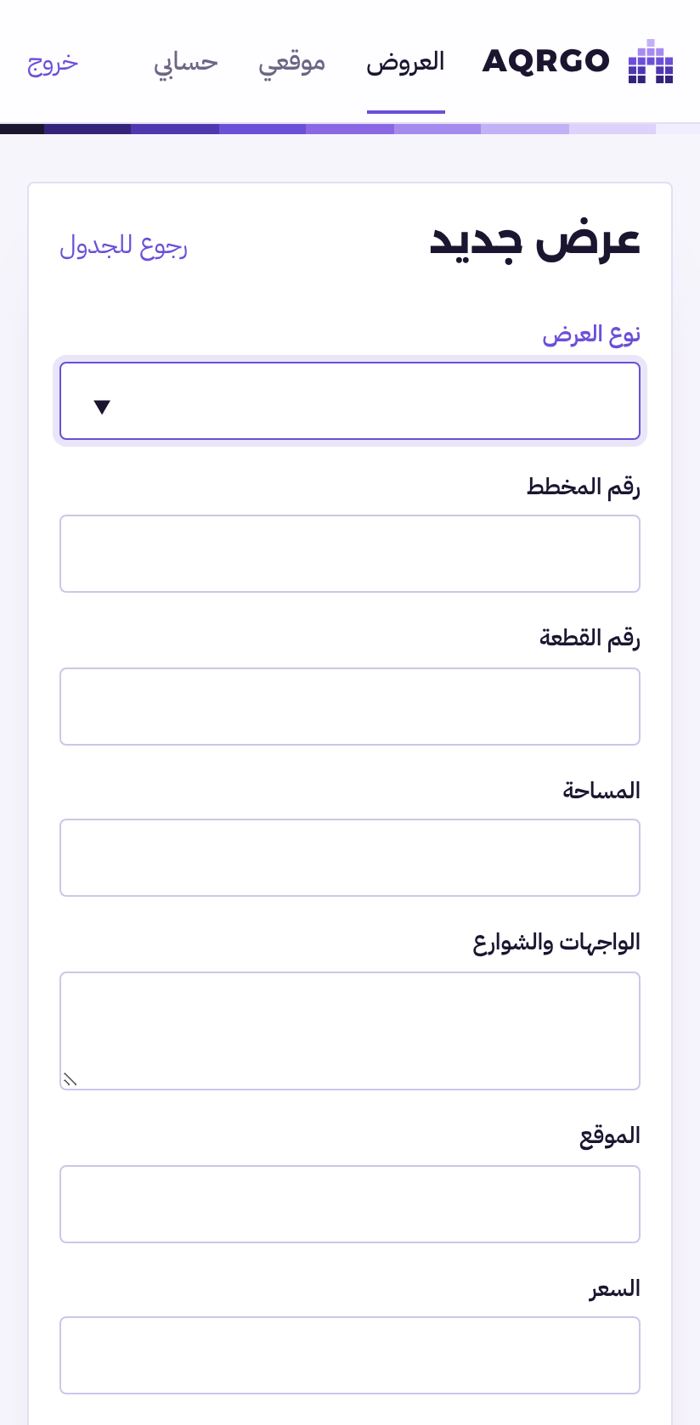 AQRGO العروض موقعي حسابي خروج
عرض جديد رجوع للجدول
نوع العرض
رقم المخطط
رقم القطعة
المساحة
الواجهات والشوارع
الموقع
السعر